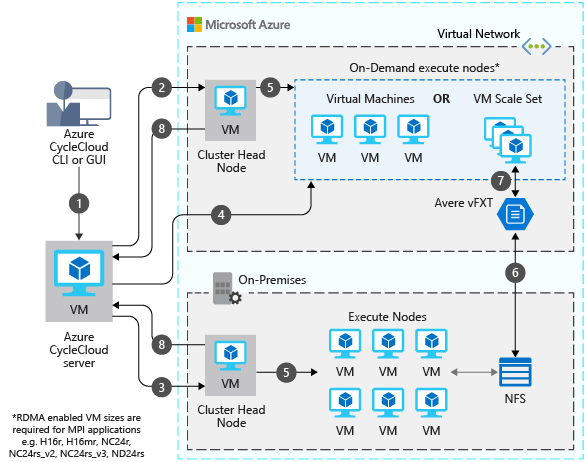 Microsoft Azure
Virtual Network
On-Demand execute nodes*
Virtual Machines OR VM Scale Set
VM VM VM
2
5
VM
8
Cluster Head
Node
Azure
CycleCloud
CLI or GUI
1
7
4
Avere vFXT
VM
Azure
CycleCloud
server
6
On-Premises
Execute Nodes
8
VM
5
VM VM VM
3
Cluster Head
Node
VM VM VM
NFS
*RDMA enabled VM sizes are
required for MPI applications
e.g. H16r, H16mr, NC24r,
NC24rs_v2, NC24rs_v3, ND24rs